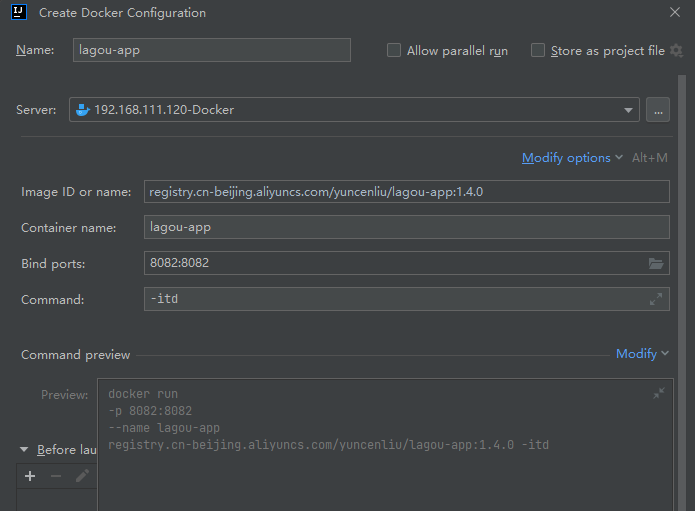 IJ Create Docker Configuration
Name: lagou-app Allow parallel run Store as project file
Server: 192.168.111.120-Docker ...
Modify options Alt+M
Image ID or name: registry.cn-beijing.aliyuncs.com/yuncenliu/lagou-app:1.4.0
Container name: lagou-app
Bind ports: 8082:8082
Command: -itd
Command preview Modify
Preview: docker run
-p 8082:8082
--name lagou-app
registry.cn-beijing.aliyuncs.com/yuncenliu/lagou-app:1.4.0 -itd
Before lau